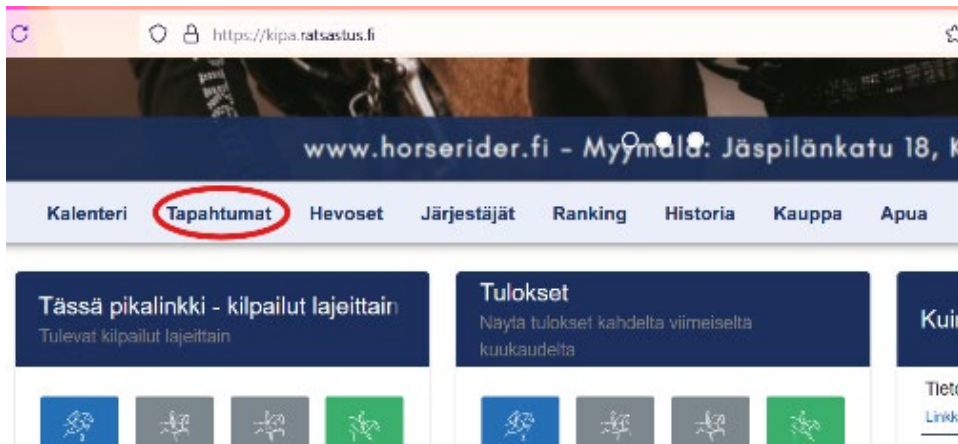 https://kipa.ratsastus.fi
www.horserider.fi - Myymälä: Jäspilänkatu 18,
Kalenteri Tapahtumat Hevoset Järjestäjät Ranking Historia Kauppa Apua
Tässä pikalinkki - kilpailut lajeittain
Tulevat kilpailut lajeittain
Tulokset
Näytä tulokset kahdelta viimeiseltä
kuukaudelta